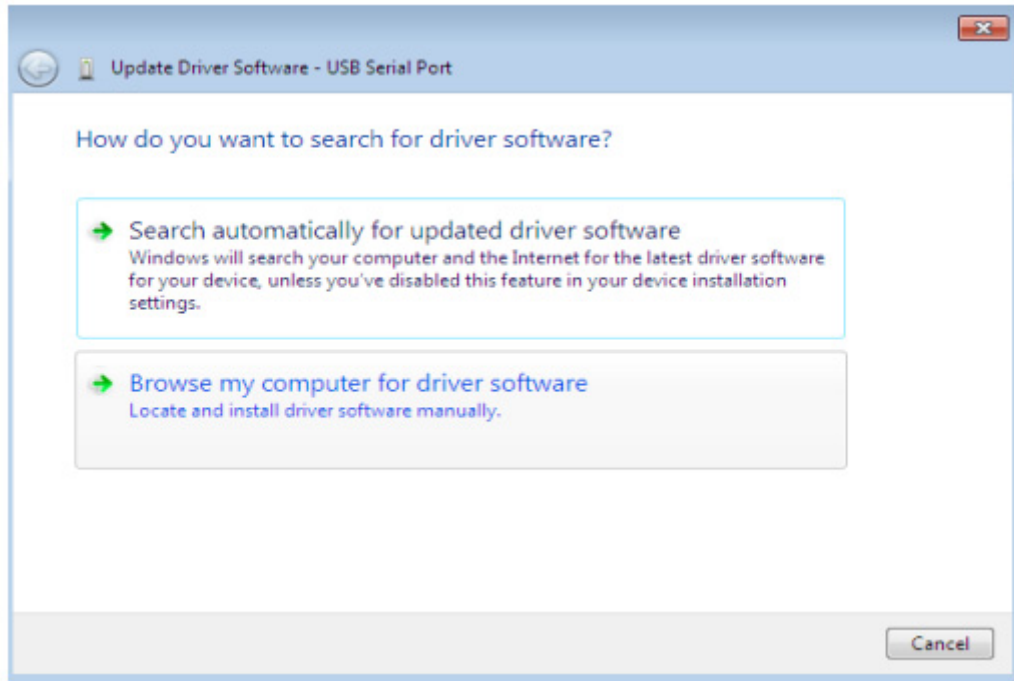 Update Driver Software - USB Serial Port
How do you want to search for driver software?
Search automatically for updated driver software
Windows will search your computer and the Internet for the latest driver software
for your device, unless you've disabled this feature in your device installation
settings.
Browse my computer for driver software
Locate and install driver software manually.
Cancel